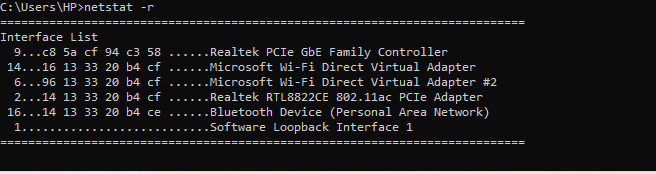 C:\Users\HP>netstat -r
===========================================================================
Interface List
  9...c8 5a cf 94 c3 58 ......Realtek PCIe GbE Family Controller
 14...16 13 33 20 b4 cf ......Microsoft Wi-Fi Direct Virtual Adapter
  6...96 13 33 20 b4 cf ......Microsoft Wi-Fi Direct Virtual Adapter #2
  2...14 13 33 20 b4 cf ......Realtek RTL8822CE 802.11ac PCIe Adapter
 16...14 13 33 20 b4 ce ......Bluetooth Device (Personal Area Network)
  1...........................Software Loopback Interface 1
===========================================================================